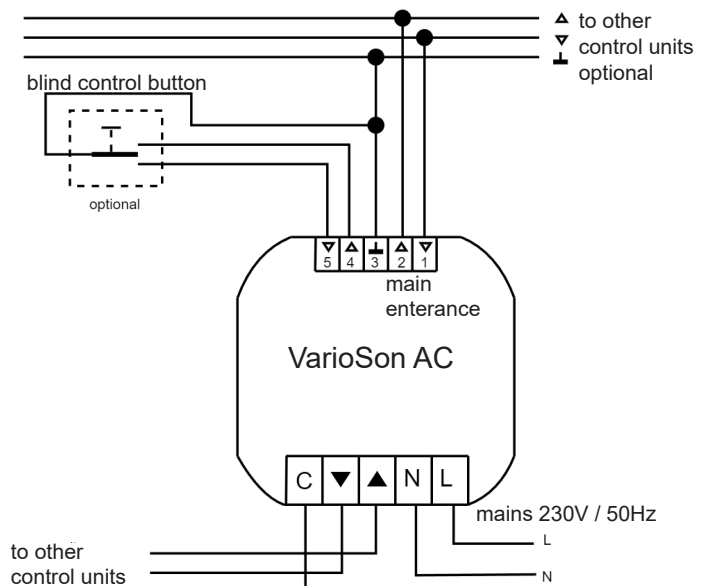 △ to other
▽ control units
⊥ optional
blind control button
optional
▽ △ ⊥ △ ▽
5 4 3 2 1
main
enterance
VarioSon AC
C ▼ ▲ N L
mains 230V / 50Hz
L
to other
control units
N